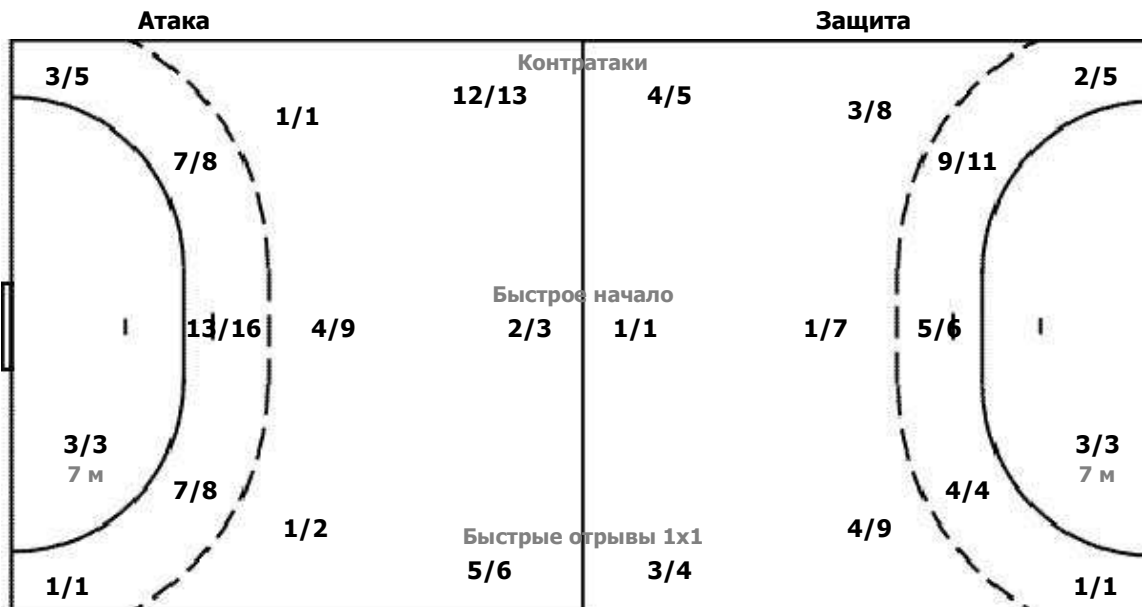 Атака Защита
Контратаки
3/5 2/5
12/13 4/5
1/1 3/8
7/8 9/11
Быстрое начало
13/16 4/9 2/3 1/1 1/7 5/6
3/3 3/3
7 м 7 м
7/8 4/4
1/2 4/9
Быстрые отрывы 1х1
5/6 3/4
1/1 1/1